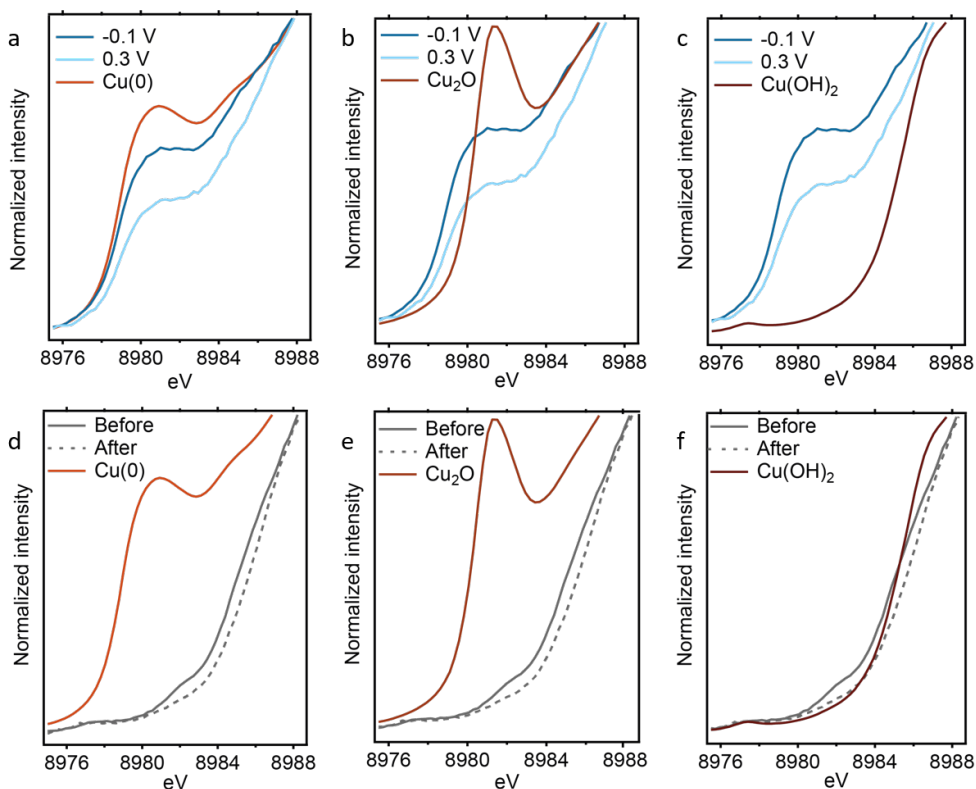 a
-0.1 V
0.3 V
Cu(0)
Normalized intensity
8976 8980 8984 8988
eV
b
-0.1 V
0.3 V
Cu₂O
Normalized intensity
8976 8980 8984 8988
eV
c
-0.1 V
0.3 V
Cu(OH)₂
Normalized intensity
8976 8980 8984 8988
eV
d
Before
After
Cu(0)
Normalized intensity
8976 8980 8984 8988
eV
e
Before
After
Cu₂O
Normalized intensity
8976 8980 8984 8988
eV
f
Before
After
Cu(OH)₂
Normalized intensity
8976 8980 8984 8988
eV